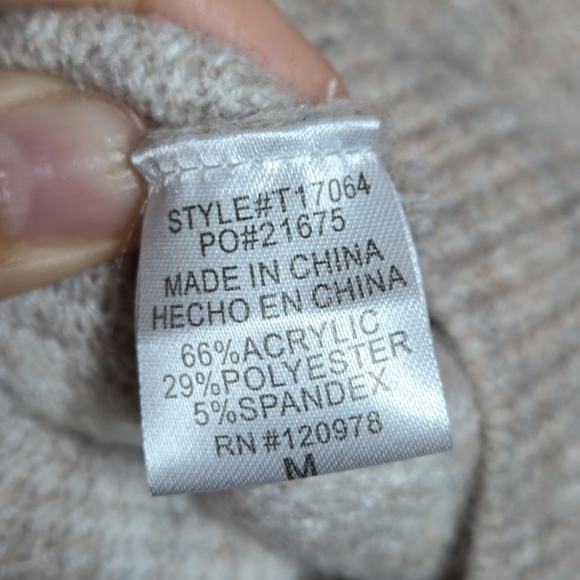 STYLE#T17064
PO#21675
MADE IN CHINA
HECHO EN CHINA
66%ACRYLIC
29%POLYESTER
5%SPANDEX
RN #120978
M